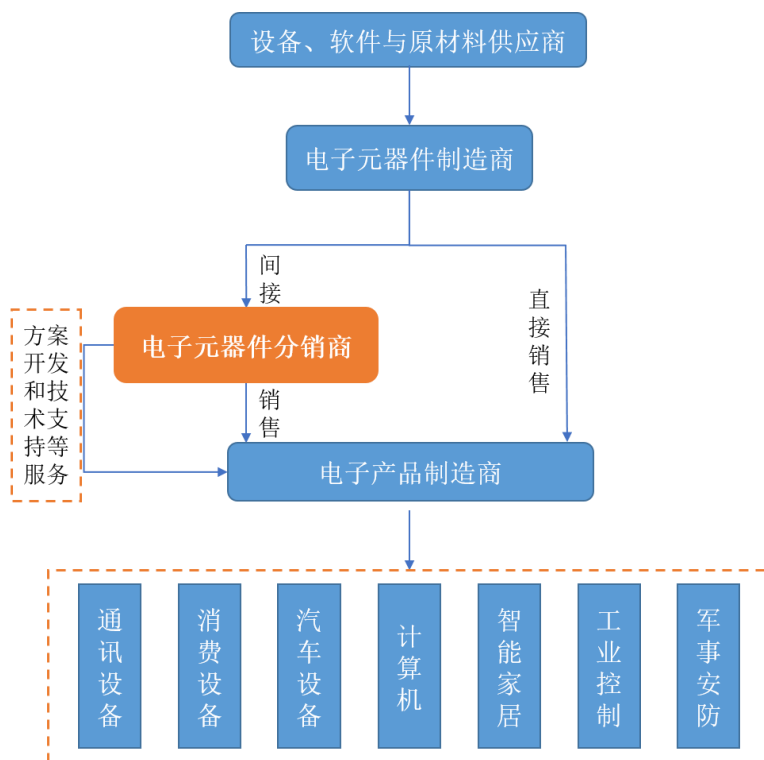 设备、软件与原材料供应商
电子元器件制造商
间接
直接销售
电子元器件分销商
方案
开发
和技
术支
持等
服务
销售
电子产品制造商
通讯设备
消费设备
汽车设备
计算机
智能家居
工业控制
军事安防